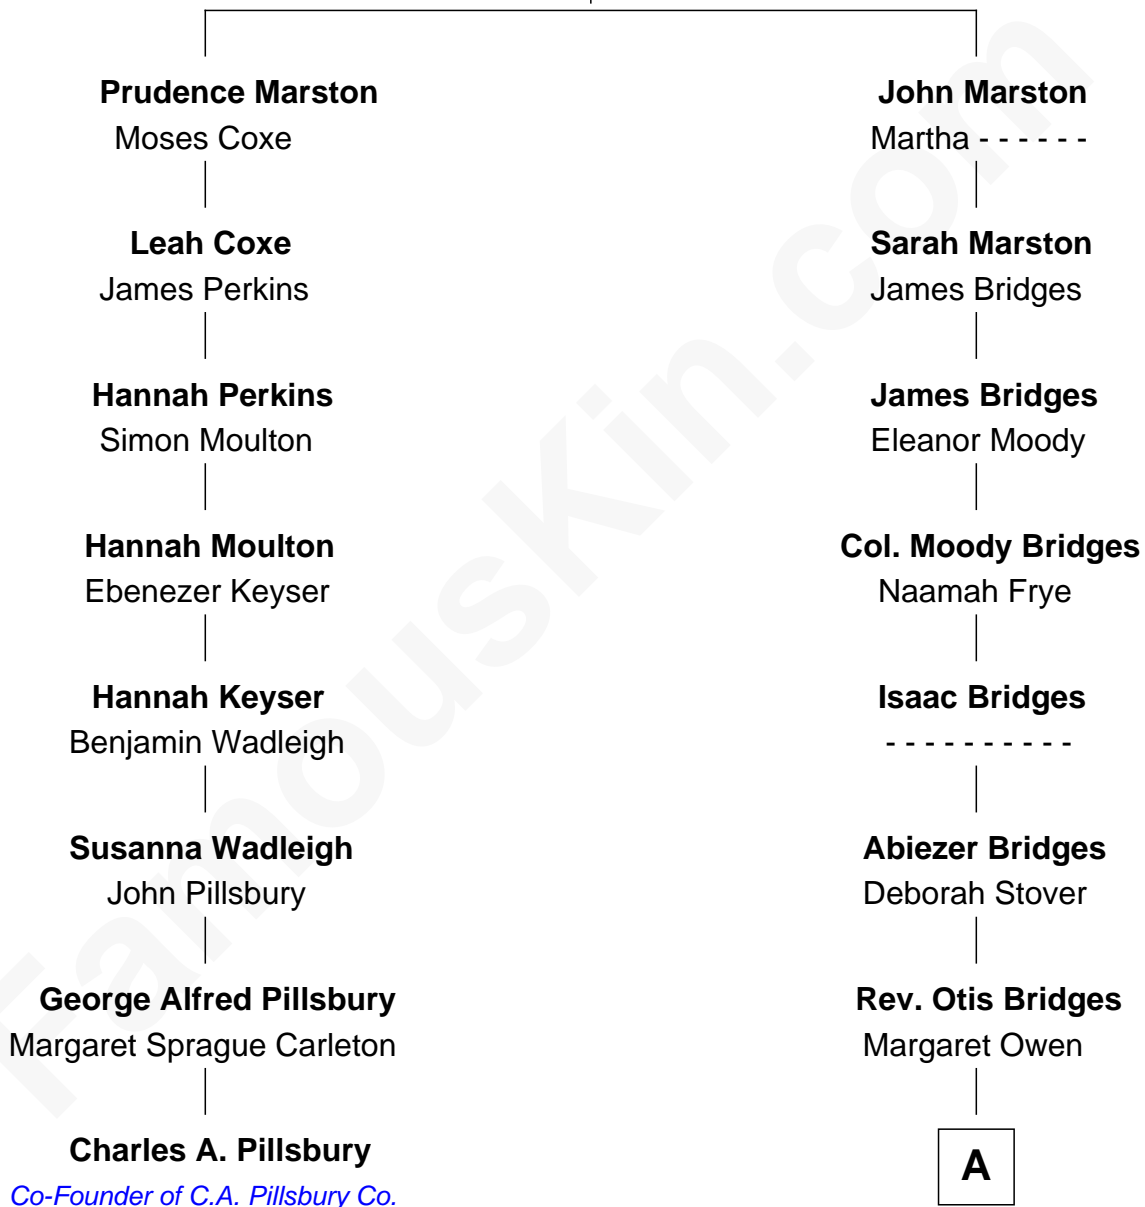 Prudence Marston
Moses Coxe
Leah Coxe
James Perkins
Hannah Perkins
Simon Moulton
Hannah Moulton
Ebenezer Keyser
Hannah Keyser
Benjamin Wadleigh
Susanna Wadleigh
John Pillsbury
George Alfred Pillsbury
Margaret Sprague Carleton
Charles A. Pillsbury
Co-Founder of C.A. Pillsbury Co.
John Marston
Martha - - - - - -
Sarah Marston
James Bridges
James Bridges
Eleanor Moody
Col. Moody Bridges
Naamah Frye
Isaac Bridges
- - - - - - - - - -
Abiezer Bridges
Deborah Stover
Rev. Otis Bridges
Margaret Owen
A
FamousKin.com